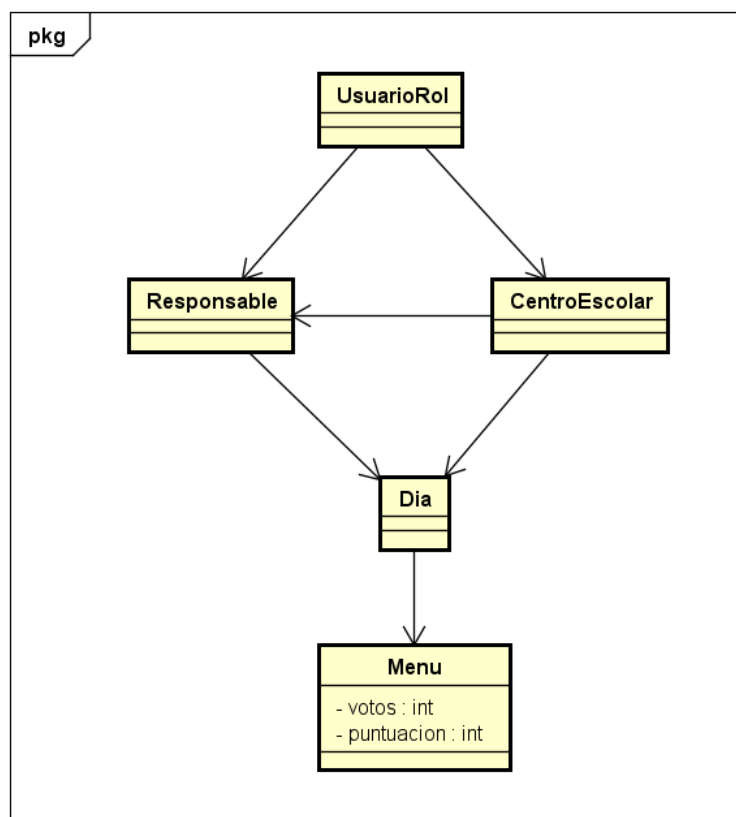 pkg
UsuarioRol
Responsable
CentroEscolar
Dia
Menu
- votos : int
- puntuacion : int